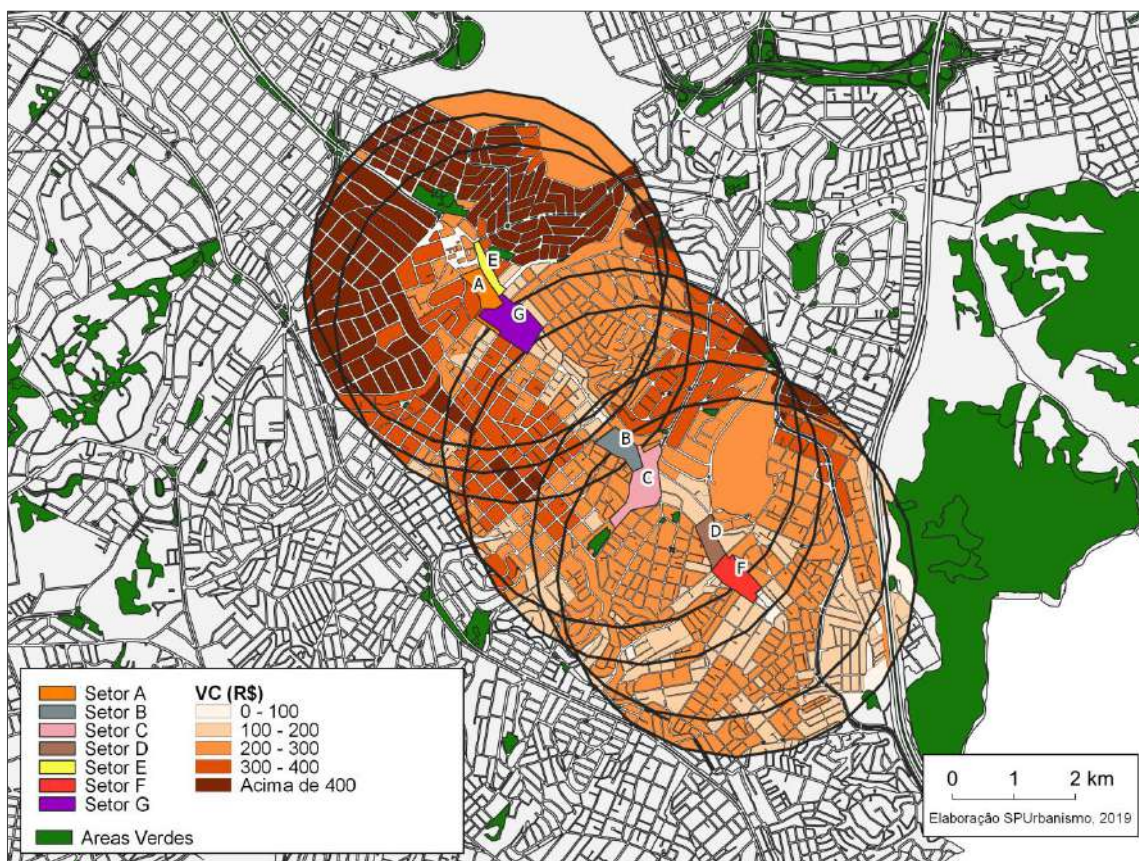 E
A
G
B
C
D
F
Setor A
Setor B
Setor C
Setor D
Setor E
Setor F
Setor G
Areas Verdes
VC (R$)
0 - 100
100 - 200
200 - 300
300 - 400
Acima de 400
0 1 2 km
Elaboração SPUrbanismo, 2019